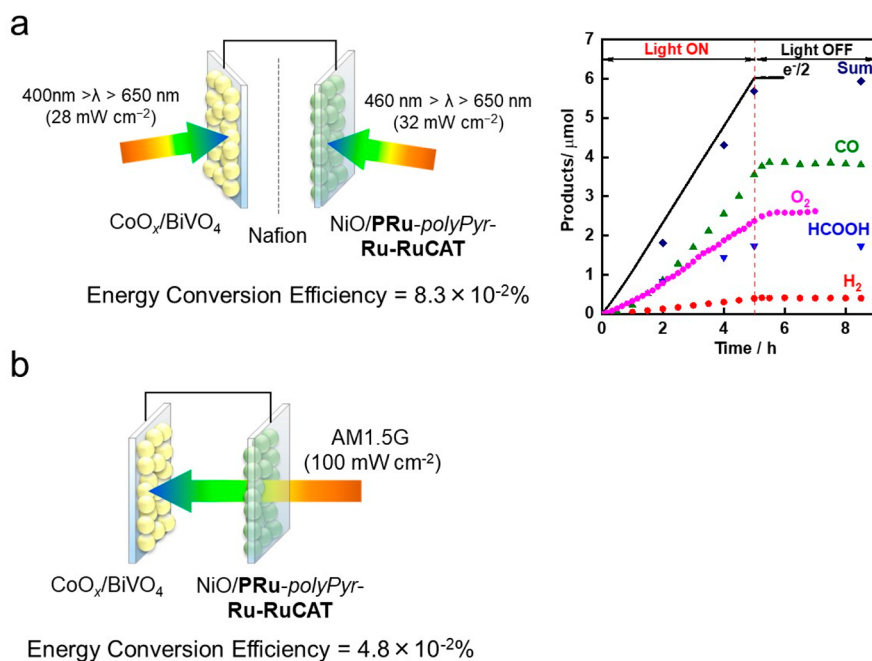 a
400nm > λ > 650 nm
(28 mW cm⁻²)
460 nm > λ > 650 nm
(32 mW cm⁻²)
CoOₓ/BiVO₄
Nafion
NiO/PRu-polyPyr-
Ru-RuCAT
Energy Conversion Efficiency = 8.3 × 10⁻²%
Light ON
Light OFF
e⁻/2
Sum
CO
O₂
HCOOH
H₂
Products/ μmol
7
6
5
4
3
2
1
0
0
2
4
6
8
Time / h
b
AM1.5G
(100 mW cm⁻²)
CoOₓ/BiVO₄
NiO/PRu-polyPyr-
Ru-RuCAT
Energy Conversion Efficiency = 4.8 × 10⁻²%